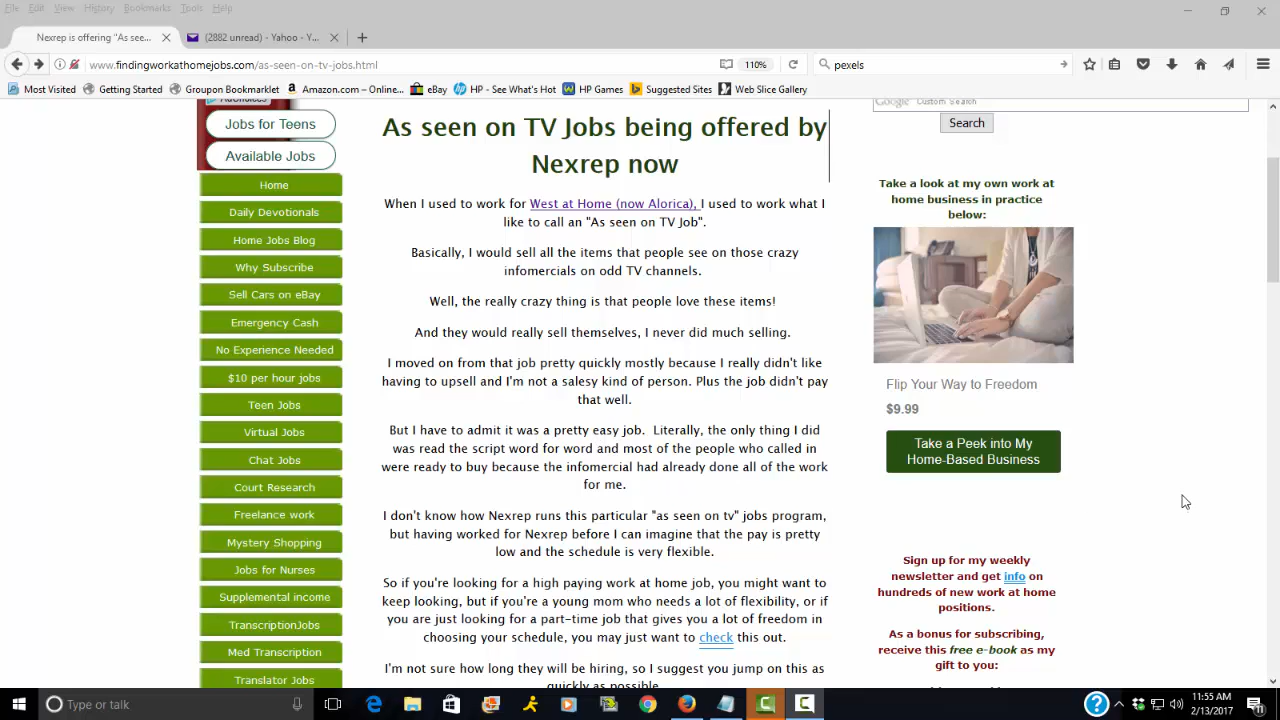 File Edit View History Bookmarks Tools Help
Nexrep is offering "As see...
(2882 unread) - Yahoo - Y...
www.findingworkathomejobs.com/as-seen-on-tv-jobs.html
110%
pexels
Most Visited
Getting Started
Groupon Bookmarklet
Amazon.com – Online...
eBay
HP - See's What's Hot
HP Games
Suggested Sites
Web Slice Gallery
AdChoices
Jobs for Teens
Available Jobs
Home
Daily Devotionals
Home Jobs Blog
Why Subscribe
Sell Cars on eBay
Emergency Cash
No Experience Needed
$10 per hour jobs
Teen Jobs
Virtual Jobs
Chat Jobs
Court Research
Freelance work
Mystery Shopping
Jobs for Nurses
Supplemental income
TranscriptionJobs
Med Transcription
Translator Jobs
As seen on TV Jobs being offered by
Nexrep now
When I used to work for West at Home (now Alorica), I used to work what I
like to call an "As seen on TV Job".
Basically, I would sell all the items that people see on those crazy
infomercials on odd TV channels.
Well, the really crazy thing is that people love these items!
And they would really sell themselves, I never did much selling.
I moved on from that job pretty quickly mostly because I really didn't like
having to upsell and I'm not a salesy kind of person. Plus the job didn't pay
that well.
But I have to admit it was a pretty easy job. Literally, the only thing I did
was read the script word for word and most of the people who called in
were ready to buy because the infomercial had already done all of the work
for me.
I don't know how Nexrep runs this particular "as seen on tv" jobs program,
but having worked for Nexrep before I can imagine that the pay is pretty
low and the schedule is very flexible.
So if you're looking for a high paying work at home job, you might want to
keep looking, but if you're a young mom who needs a lot of flexibility, or if
you are just looking for a part-time job that gives you a lot of freedom in
choosing your schedule, you may just want to check this out.
I'm not sure how long they will be hiring, so I suggest you jump on this as
quickly as possible.
Google Custom Search
Search
Take a look at my own work at
home business in practice
below:
Flip Your Way to Freedom
$9.99
Take a Peek into My
Home-Based Business
Sign up for my weekly
newsletter and get info on
hundreds of new work at home
positions.
As a bonus for subscribing,
receive this free e-book as my
gift to you:
Type or talk
11:55 AM
2/13/2017
11